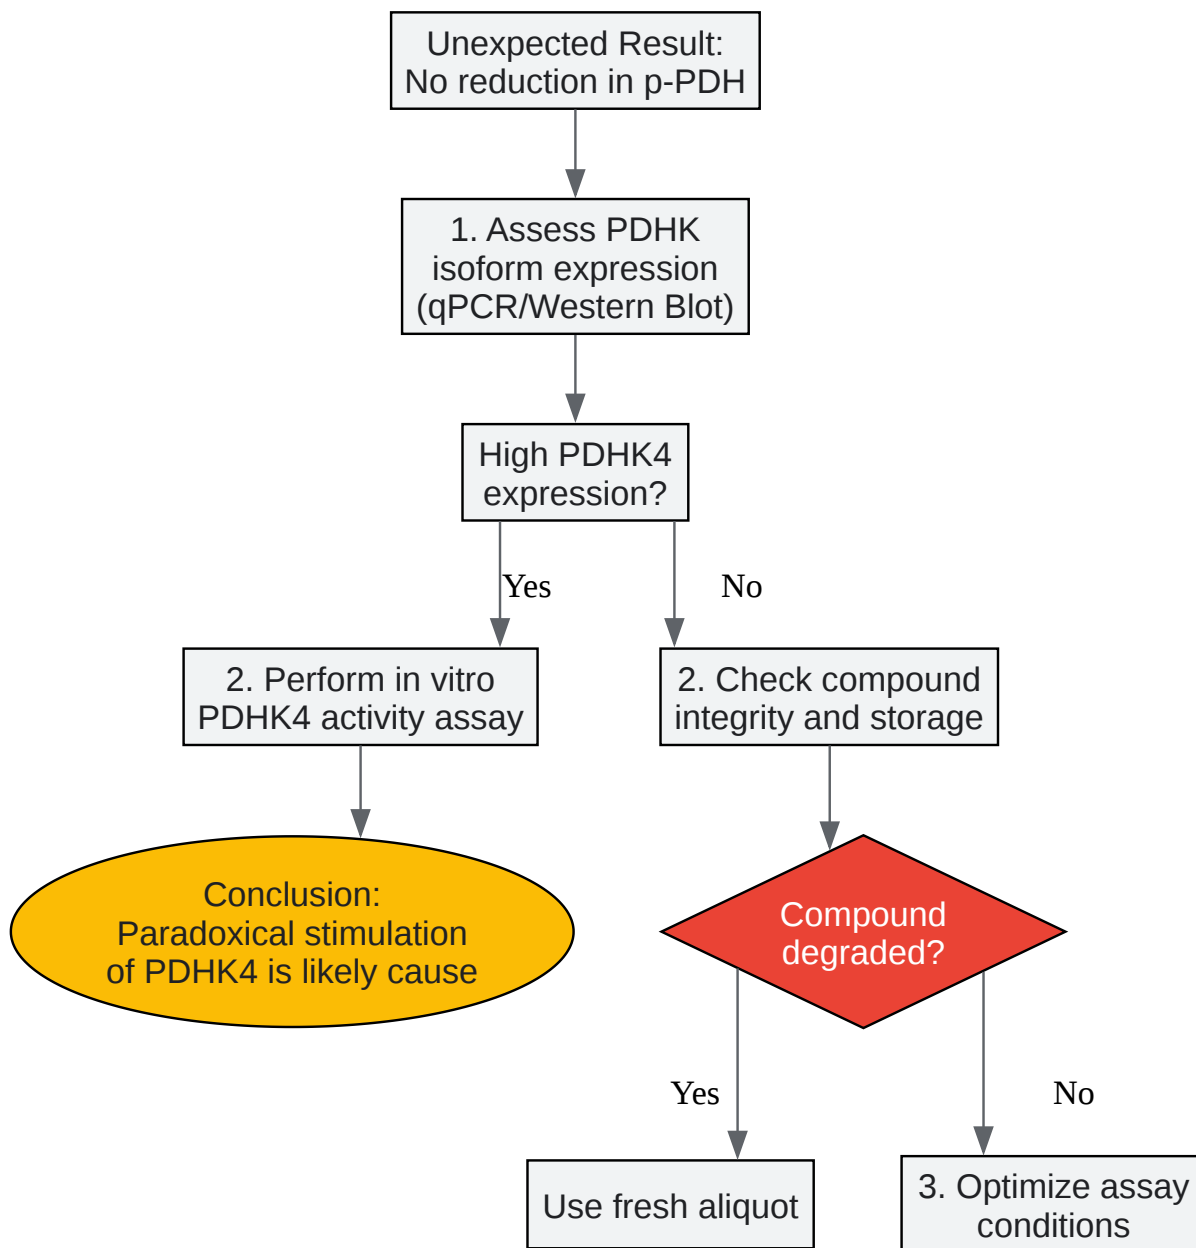 Unexpected Result:
No reduction in p-PDH
1. Assess PDHK
isoform expression
(qPCR/Western Blot)
High PDHK4
expression?
Yes
No
2. Perform in vitro
PDHK4 activity assay
2. Check compound
integrity and storage
Conclusion:
Paradoxical stimulation
of PDHK4 is likely cause
Compound
degraded?
Yes
No
Use fresh aliquot
3. Optimize assay
conditions